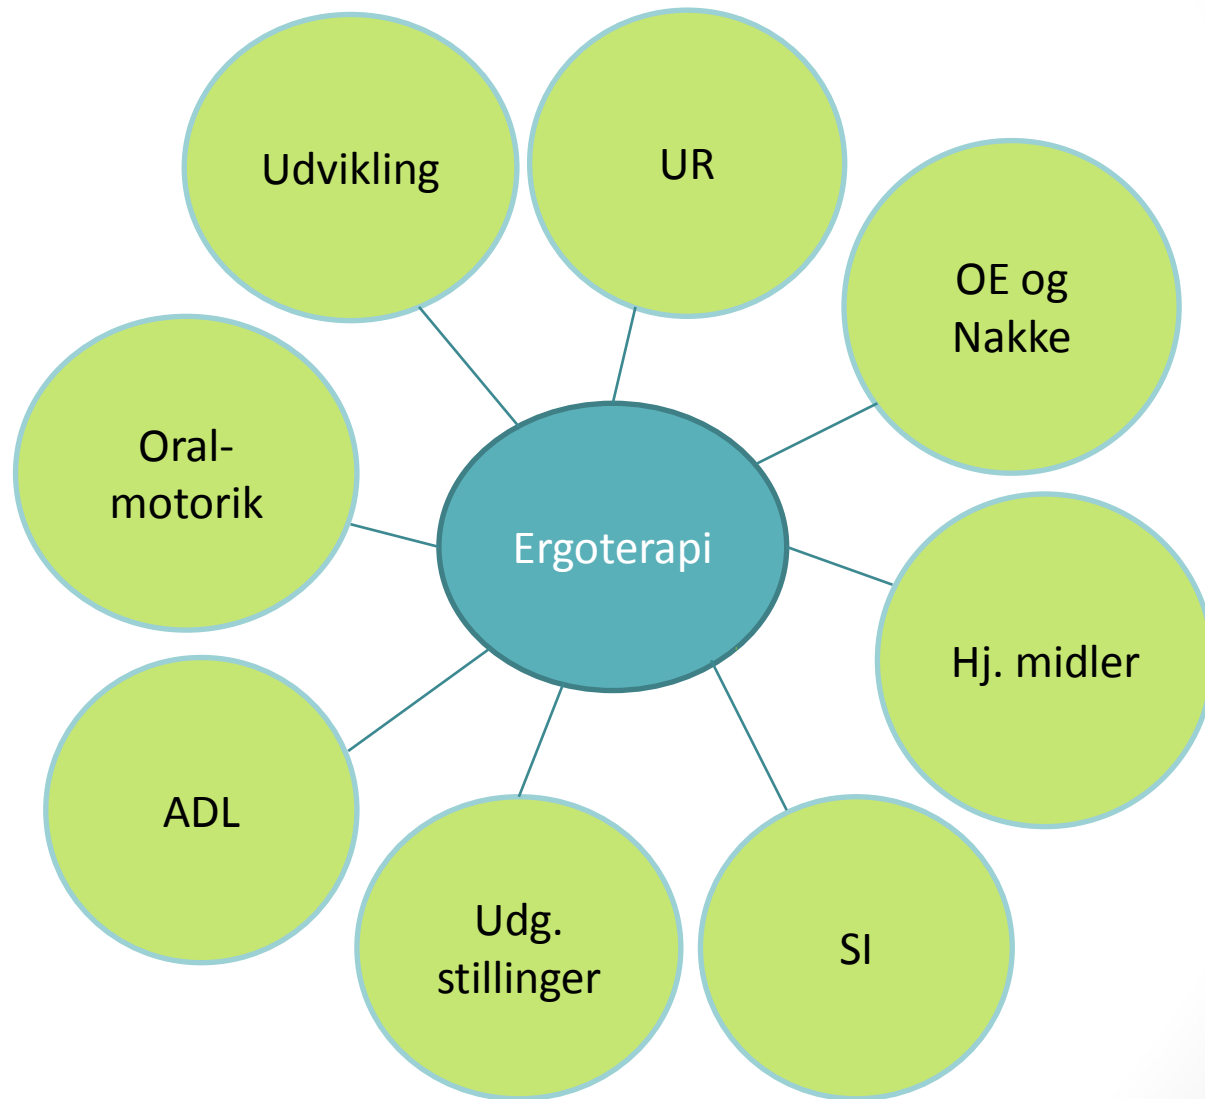 Udvikling
UR
OE og
Nakke
Oral-
motorik
Ergoterapi
Hj. midler
ADL
Udg.
stillinger
SI